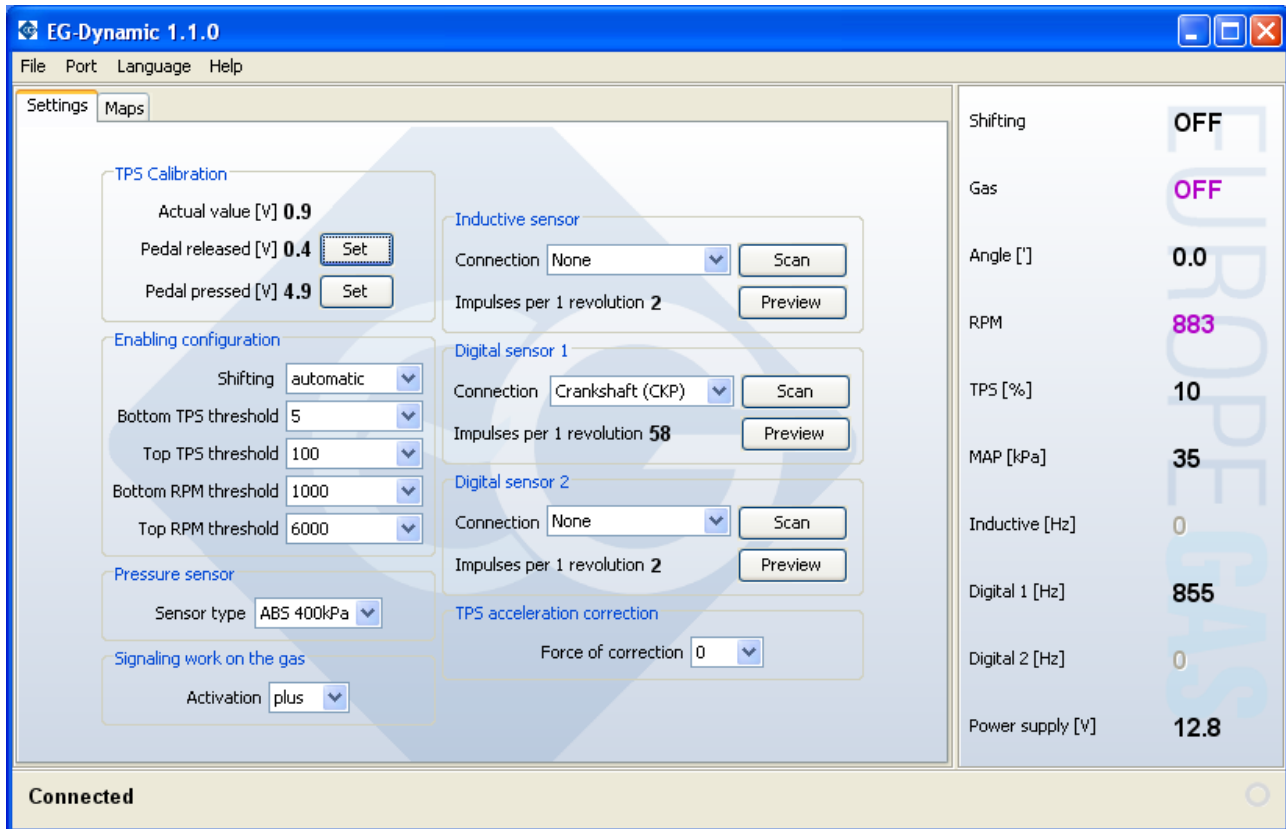 EG-Dynamic 1.1.0
File Port Language Help
Settings Maps
TPS Calibration
Actual value [V] 0.9
Pedal released [V] 0.4 Set
Pedal pressed [V] 4.9 Set
Enabling configuration
Shifting automatic
Bottom TPS threshold 5
Top TPS threshold 100
Bottom RPM threshold 1000
Top RPM threshold 6000
Pressure sensor
Sensor type ABS 400kPa
Signaling work on the gas
Activation plus
Inductive sensor
Connection None Scan
Impulses per 1 revolution 2 Preview
Digital sensor 1
Connection Crankshaft (CKP) Scan
Impulses per 1 revolution 58 Preview
Digital sensor 2
Connection None Scan
Impulses per 1 revolution 2 Preview
TPS acceleration correction
Force of correction 0
Shifting OFF
Gas OFF
Angle ['] 0.0
RPM 883
TPS [%] 10
MAP [kPa] 35
Inductive [Hz] 0
Digital 1 [Hz] 855
Digital 2 [Hz] 0
Power supply [V] 12.8
EUROPE GAS
EG
Connected